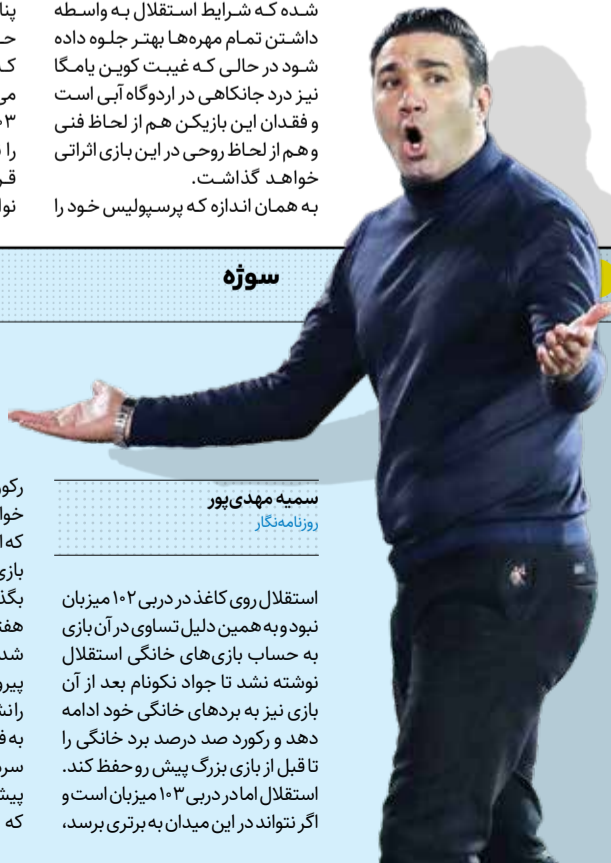 شده که شرایط استقلال به واسطه
داشتن تمام مهره‌ها بهتر جلوه داده
شود در حالی که غیبت کوین یامگا
نیز درد جانکاهی در اردوگاه آبی است
و فقدان این بازیکن هم از لحاظ فنی
و هم از لحاظ روحی در این بازی اثراتی
خواهد گذاشت.
به همان اندازه که پرسپولیس خود را
سوژه
سمیه مهدی‌پور
روزنامه‌نگار
استقلال روی کاغذ در دربی ۱۰۲ میزبان
نبود و به همین دلیل تساوی در آن بازی
به حساب بازی‌های خانگی استقلال
نوشته نشد تا جواد نکونام بعد از آن
بازی نیز به بردهای خانگی خود ادامه
دهد و رکورد صد درصد برد خانگی را
تا قبل از بازی بزرگ پیش رو حفظ کند.
استقلال اما در دربی ۱۰۳ میزبان است و
اگر نتواند در این میدان به برتری برسد،